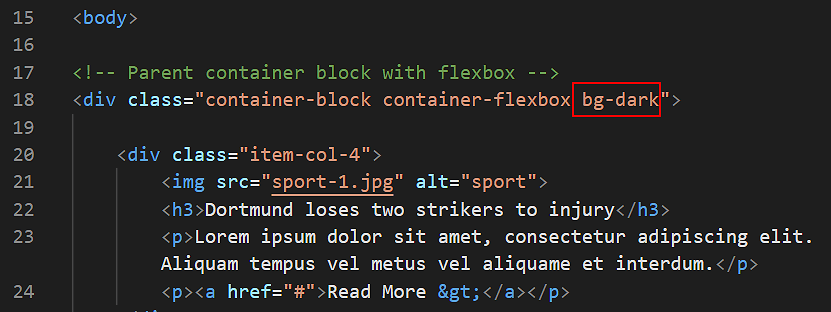 15 <body>
16
17 <!-- Parent container block with flexbox -->
18 <div class="container-block container-flexbox bg-dark">
19
20 <div class="item-col-4">
21 <img src="sport-1.jpg" alt="sport">
22 <h3>Dortmund loses two strikers to injury</h3>
23 <p>Lorem ipsum dolor sit amet, consectetur adipiscing elit.
Aliquam tempus vel metus vel aliquame et interdum.</p>
24 <p><a href="#">Read More &gt;</a></p>